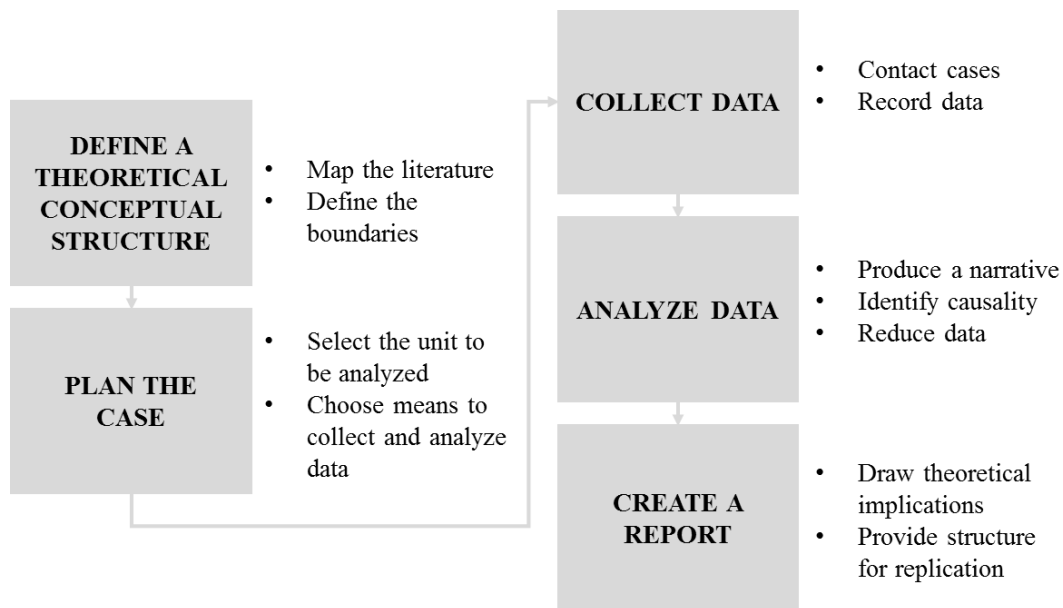 DEFINE A
THEORETICAL
CONCEPTUAL
STRUCTURE
• Map the literature
• Define the
boundaries
PLAN THE
CASE
• Select the unit to
be analyzed
• Choose means to
collect and analyze
data
COLLECT DATA
• Contact cases
• Record data
ANALYZE DATA
• Produce a narrative
• Identify causality
• Reduce data
CREATE A
REPORT
• Draw theoretical
implications
• Provide structure
for replication